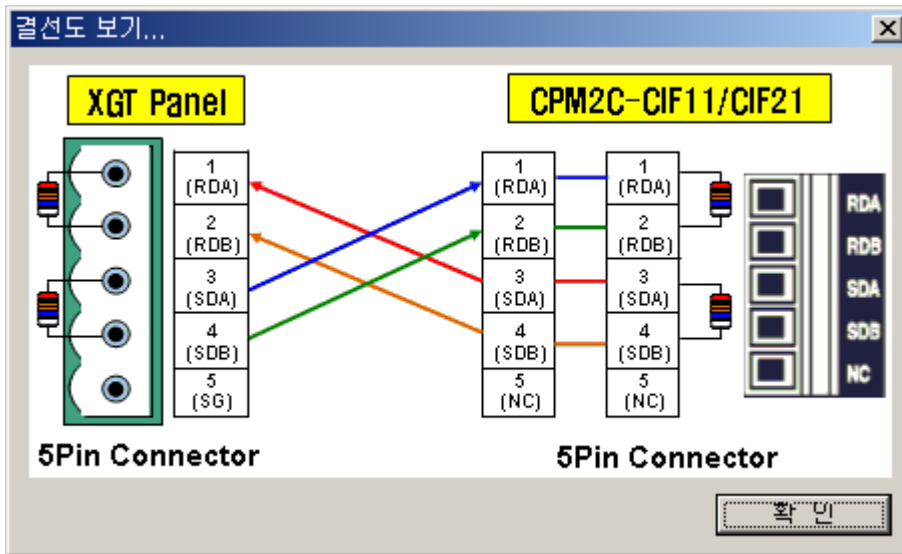 결선도 보기...
XGT Panel
CPM2C-CIF11/CIF21
1
(RDA)
2
(RDB)
3
(SDA)
4
(SDB)
5
(SG)
1
(RDA)
2
(RDB)
3
(SDA)
4
(SDB)
5
(NC)
1
(RDA)
2
(RDB)
3
(SDA)
4
(SDB)
5
(NC)
RDA
RDB
SDA
SDB
NC
5Pin Connector
5Pin Connector
확 인